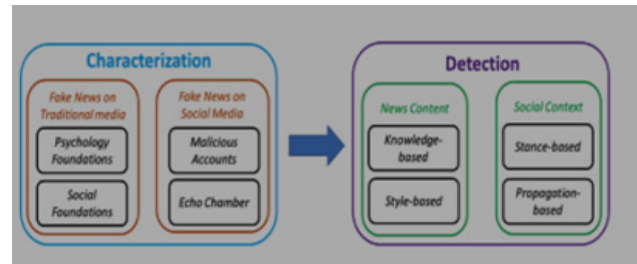 Characterization
Fake News on
Traditional media
Psychology
Foundations
Social
Foundations
Fake News on
Social Media
Malicious
Accounts
Echo Chamber
Detection
News Content
Knowledge-
based
Style-based
Social Context
Stance-based
Propagation-
based